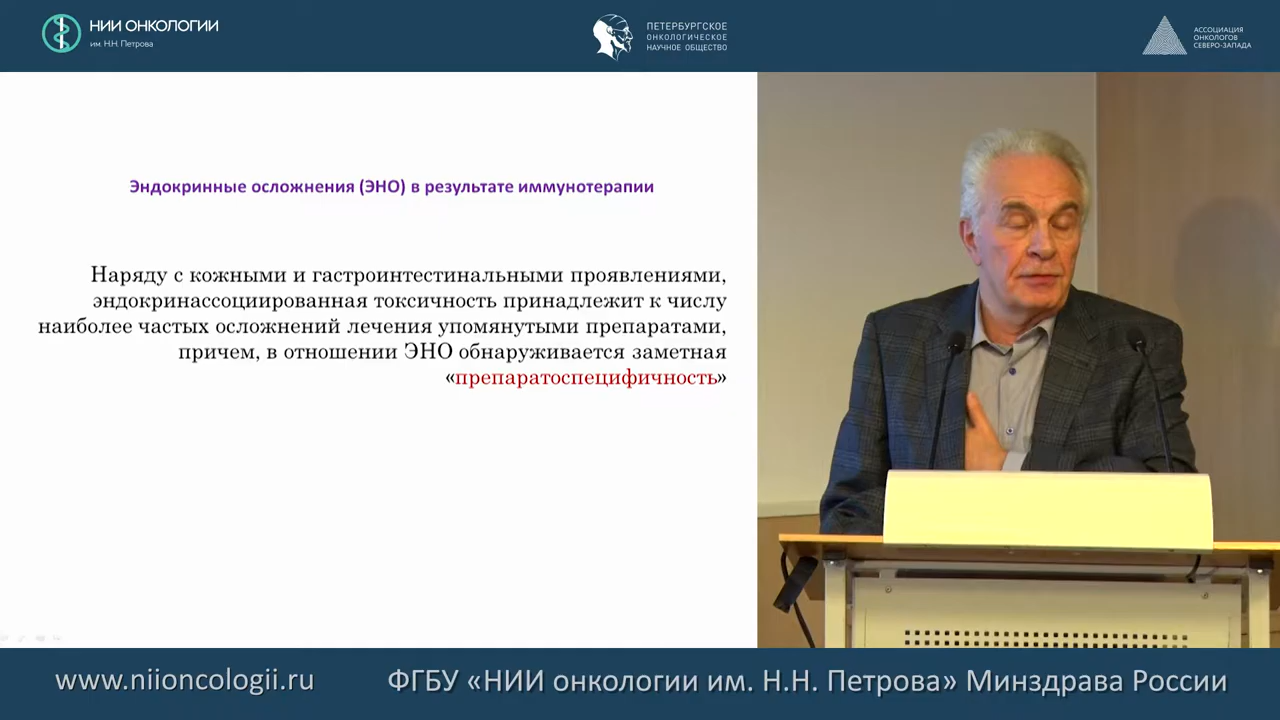 НИИ ОНКОЛОГИИ
им. Н.Н. Петрова
ПЕТЕРБУРГСКОЕ
ОНКОЛОГИЧЕСКОЕ
НАУЧНОЕ ОБЩЕСТВО
АССОЦИАЦИЯ
ОНКОЛОГОВ
СЕВЕРО-ЗАПАДА
Эндокринные осложнения (ЭНО) в результате иммунотерапии
Наряду с кожными и гастроинтестинальными проявлениями,
эндокринассоциированная токсичность принадлежит к числу
наиболее частых осложнений лечения упомянутыми препаратами,
причем, в отношении ЭНО обнаруживается заметная
«препаратоспецифичность»
www.niioncologii.ru
ФГБУ «НИИ онкологии им. Н.Н. Петрова» Минздрава России